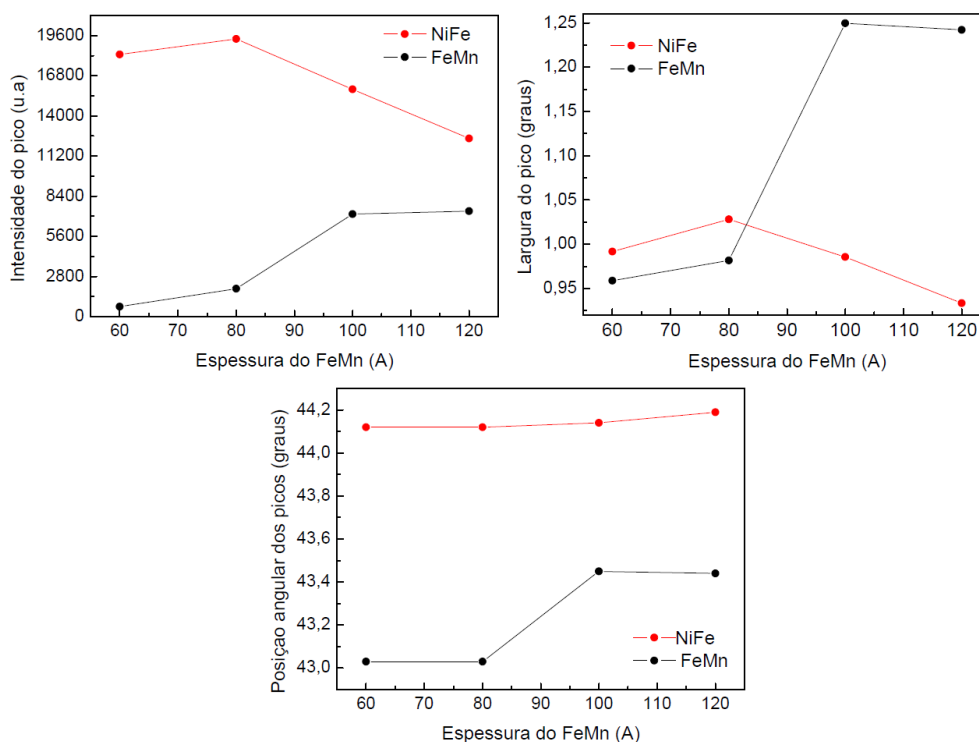 Intensidade do pico (u.a)
19600
16800
14000
11200
8400
5600
2800
0
NiFe
FeMn
60 70 80 90 100 110 120
Espessura do FeMn (A)
Largura do pico (graus)
1,25
1,20
1,15
1,10
1,05
1,00
0,95
NiFe
FeMn
60 70 80 90 100 110 120
Espessura do FeMn (A)
Posiçao angular dos picos (graus)
44,2
44,0
43,8
43,6
43,4
43,2
43,0
NiFe
FeMn
60 70 80 90 100 110 120
Espessura do FeMn (A)